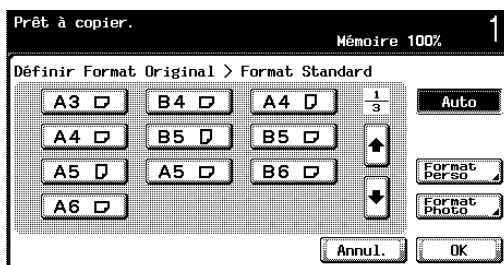 Prêt à copier.
Mémoire 100%
1
Définir Format Original > Format Standard
A3 B4 A4 1/3 Auto
A4 B5 B5
A5 A5 B6 Format Perso
A6 Format Photo
Annul. OK